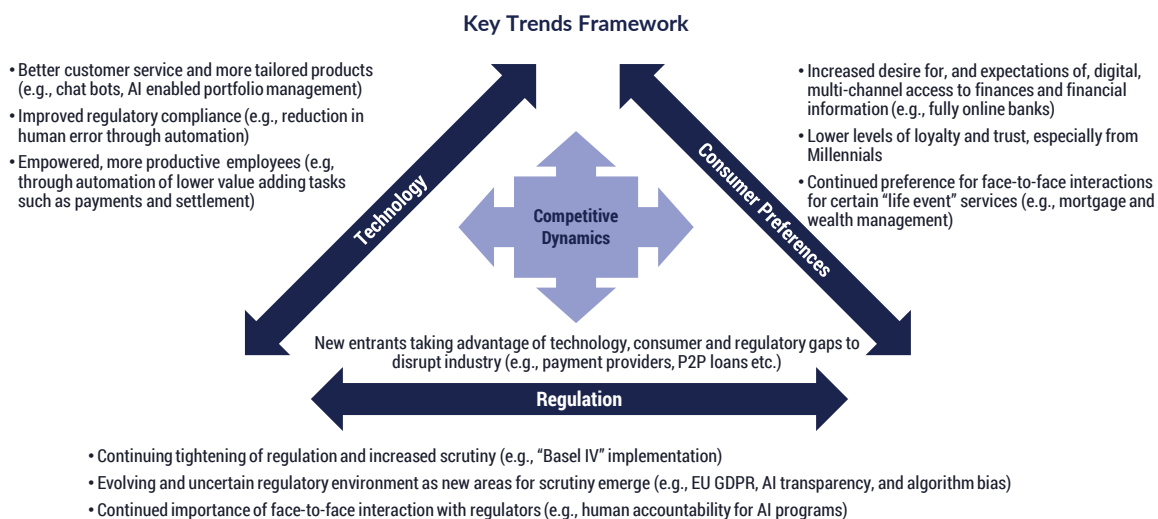 Key Trends Framework
• Better customer service and more tailored products
(e.g., chat bots, AI enabled portfolio management)
• Improved regulatory compliance (e.g., reduction in
human error through automation)
• Empowered, more productive employees (e.g,
through automation of lower value adding tasks
such as payments and settlement)
Technology
Competitive
Dynamics
Consumer Preferences
• Increased desire for, and expectations of, digital,
multi-channel access to finances and financial
information (e.g., fully online banks)
• Lower levels of loyalty and trust, especially from
Millennials
• Continued preference for face-to-face interactions
for certain “life event” services (e.g., mortgage and
wealth management)
New entrants taking advantage of technology, consumer and regulatory gaps to
disrupt industry (e.g., payment providers, P2P loans etc.)
Regulation
• Continuing tightening of regulation and increased scrutiny (e.g., “Basel IV” implementation)
• Evolving and uncertain regulatory environment as new areas for scrutiny emerge (e.g., EU GDPR, AI transparency, and algorithm bias)
• Continued importance of face-to-face interaction with regulators (e.g., human accountability for AI programs)